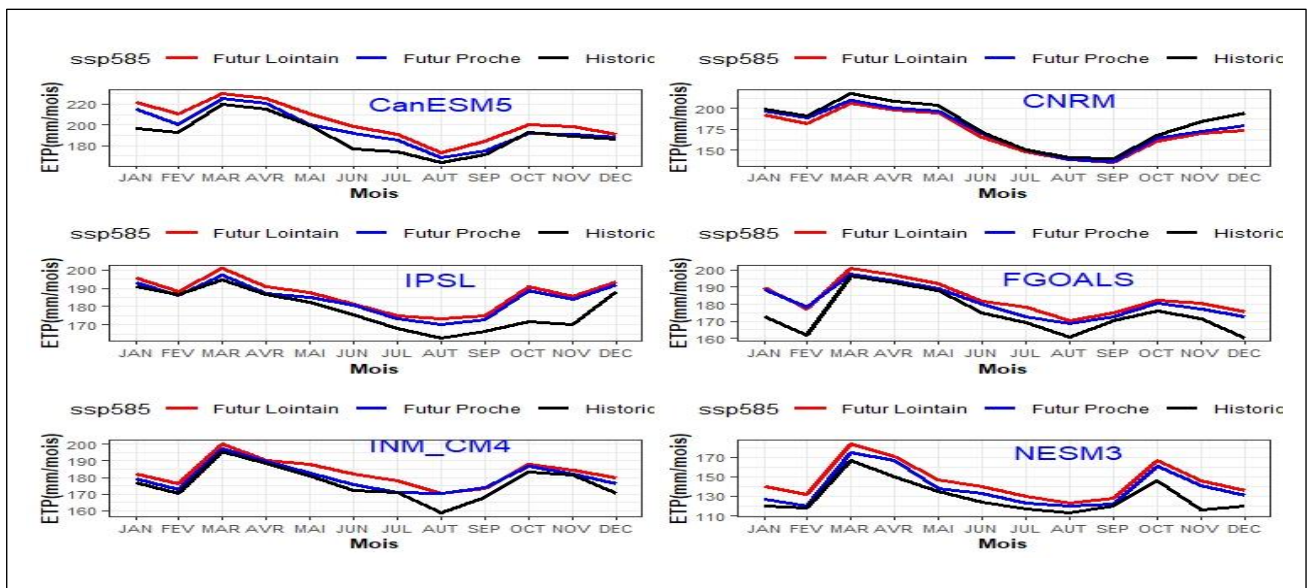 ssp585 Futur Lointain Futur Proche Historic
ETP(mm/mois)
220
200
180
CanESM5
JAN FEV MAR AVR MAI JUN JUL AUT SEP OCT NOV DEC
Mois
ssp585 Futur Lointain Futur Proche Historic
ETP(mm/mois)
200
175
150
CNRM
JAN FEV MAR AVR MAI JUN JUL AUT SEP OCT NOV DEC
Mois
ssp585 Futur Lointain Futur Proche Historic
ETP(mm/mois)
200
190
180
170
IPSL
JAN FEV MAR AVR MAI JUN JUL AUT SEP OCT NOV DEC
Mois
ssp585 Futur Lointain Futur Proche Historic
ETP(mm/mois)
200
190
180
170
160
FGOALS
JAN FEV MAR AVR MAI JUN JUL AUT SEP OCT NOV DEC
Mois
ssp585 Futur Lointain Futur Proche Historic
ETP(mm/mois)
200
190
180
170
160
INM_CM4
JAN FEV MAR AVR MAI JUN JUL AUT SEP OCT NOV DEC
Mois
ssp585 Futur Lointain Futur Proche Historic
ETP(mm/mois)
170
150
130
110
NESM3
JAN FEV MAR AVR MAI JUN JUL AUT SEP OCT NOV DEC
Mois